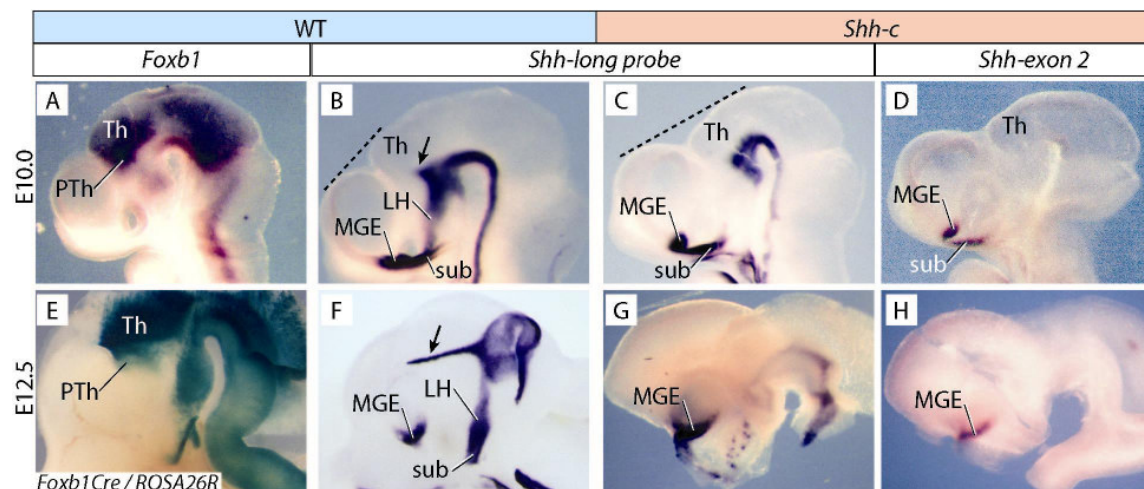 WT
Shh-c
Foxb1
Shh-long probe
Shh-exon 2
E10.0
A
Th
PTh
B
Th
LH
MGE
sub
C
Th
MGE
sub
D
Th
MGE
sub
E12.5
E
Th
PTh
Foxb1Cre / ROSA26R
F
LH
MGE
sub
G
MGE
H
MGE